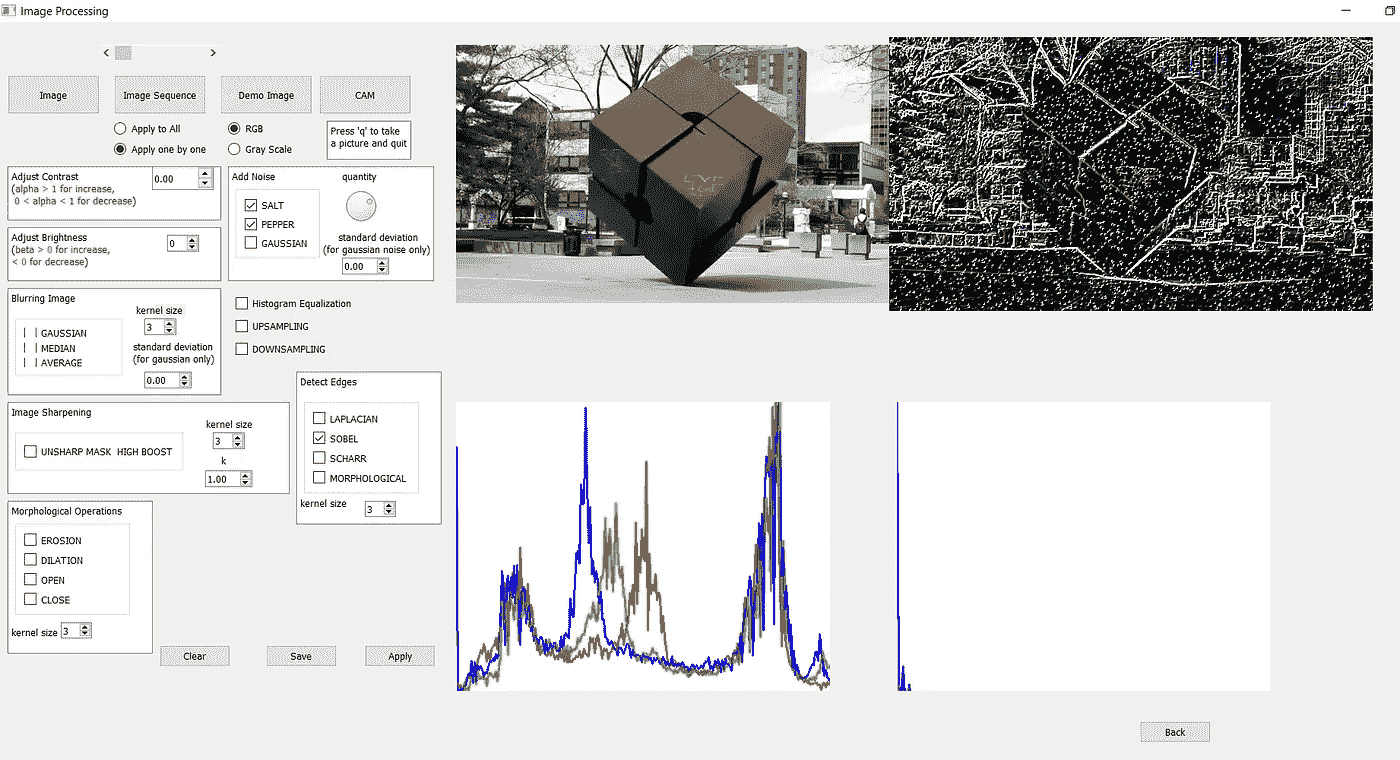 Image Processing
Image
Image Sequence
Demo Image
CAM
Apply to All
RGB
Apply one by one
Gray Scale
Press 'q' to take
a picture and quit
Adjust Contrast
(alpha > 1 for increase,
0 < alpha < 1 for decrease)
0.00
Adjust Brightness
(beta > 0 for increase,
< 0 for decrease)
0
Add Noise
quantity
SALT
PEPPER
GAUSSIAN
standard deviation
(for gaussian noise only)
0.00
Blurring Image
kernel size
3
GAUSSIAN
MEDIAN
AVERAGE
standard deviation
(for gaussian only)
0.00
Histogram Equalization
UPSAMPLING
DOWNSAMPLING
Image Sharpening
kernel size
3
UNSHARP MASK HIGH BOOST
k
1.00
Detect Edges
LAPLACIAN
SOBEL
SCHARR
MORPHOLOGICAL
kernel size
3
Morphological Operations
EROSION
DILATION
OPEN
CLOSE
kernel size
3
Clear
Save
Apply
Back